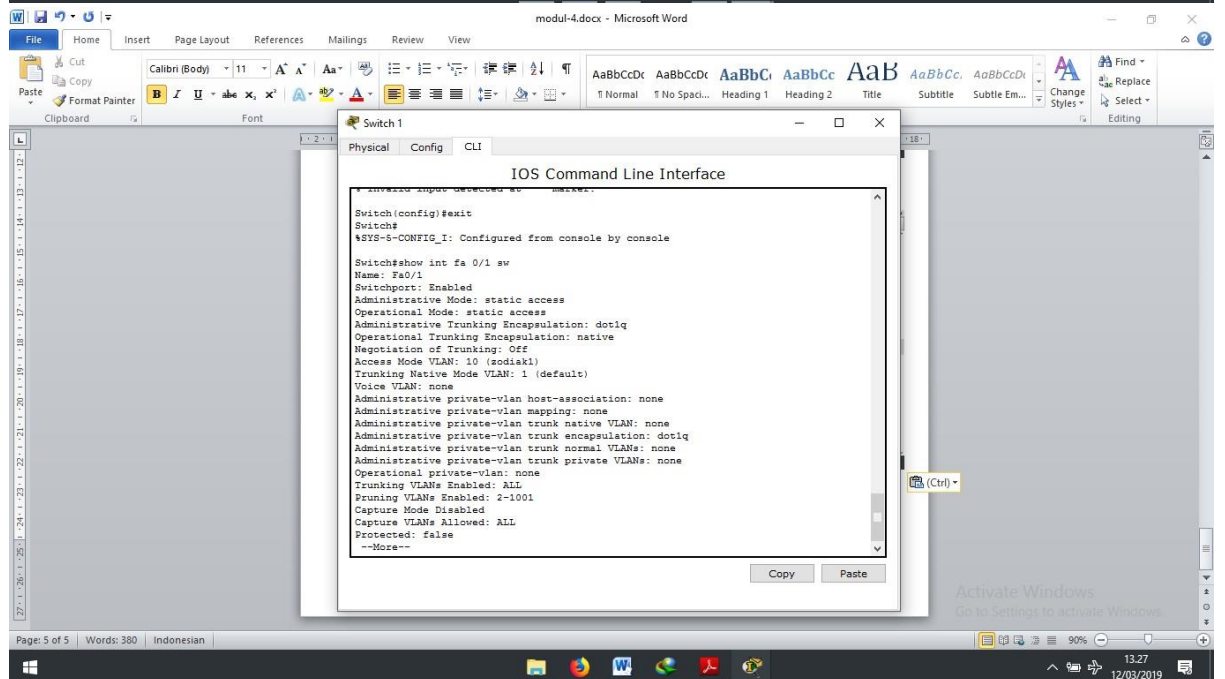 modul-4.docx - Microsoft Word
File Home Insert Page Layout References Mailings Review View
Cut
Copy
Format Painter
Paste
Clipboard
Calibri (Body) 11
Font
AaBbCcDc AaBbCcDc AaBbC AaBbCc AaB AaBbCc. AaBbCcDt
¶ Normal ¶ No Spaci... Heading 1 Heading 2 Title Subtitle Subtle Em...
Change Styles
Find
Replace
Select
Editing
Switch 1
Physical Config CLI
IOS Command Line Interface
% Invalid input detected at marker.
Switch(config)#exit
Switch#
%SYS-5-CONFIG_I: Configured from console by console
Switch#show int fa 0/1 sw
Name: Fa0/1
Switchport: Enabled
Administrative Mode: static access
Operational Mode: static access
Administrative Trunking Encapsulation: dot1q
Operational Trunking Encapsulation: native
Negotiation of Trunking: Off
Access Mode VLAN: 10 (zodiak1)
Trunking Native Mode VLAN: 1 (default)
Voice VLAN: none
Administrative private-vlan host-association: none
Administrative private-vlan mapping: none
Administrative private-vlan trunk native VLAN: none
Administrative private-vlan trunk encapsulation: dot1q
Administrative private-vlan trunk normal VLANs: none
Administrative private-vlan trunk private VLANs: none
Operational private-vlan: none
Trunking VLANs Enabled: ALL
Pruning VLANs Enabled: 2-1001
Capture Mode Disabled
Capture VLANs Allowed: ALL
Protected: false
--More--
Copy Paste
(Ctrl)
Activate Windows
Go to Settings to activate Windows.
Page: 5 of 5 Words: 380 Indonesian
90%
13.27
12/03/2019